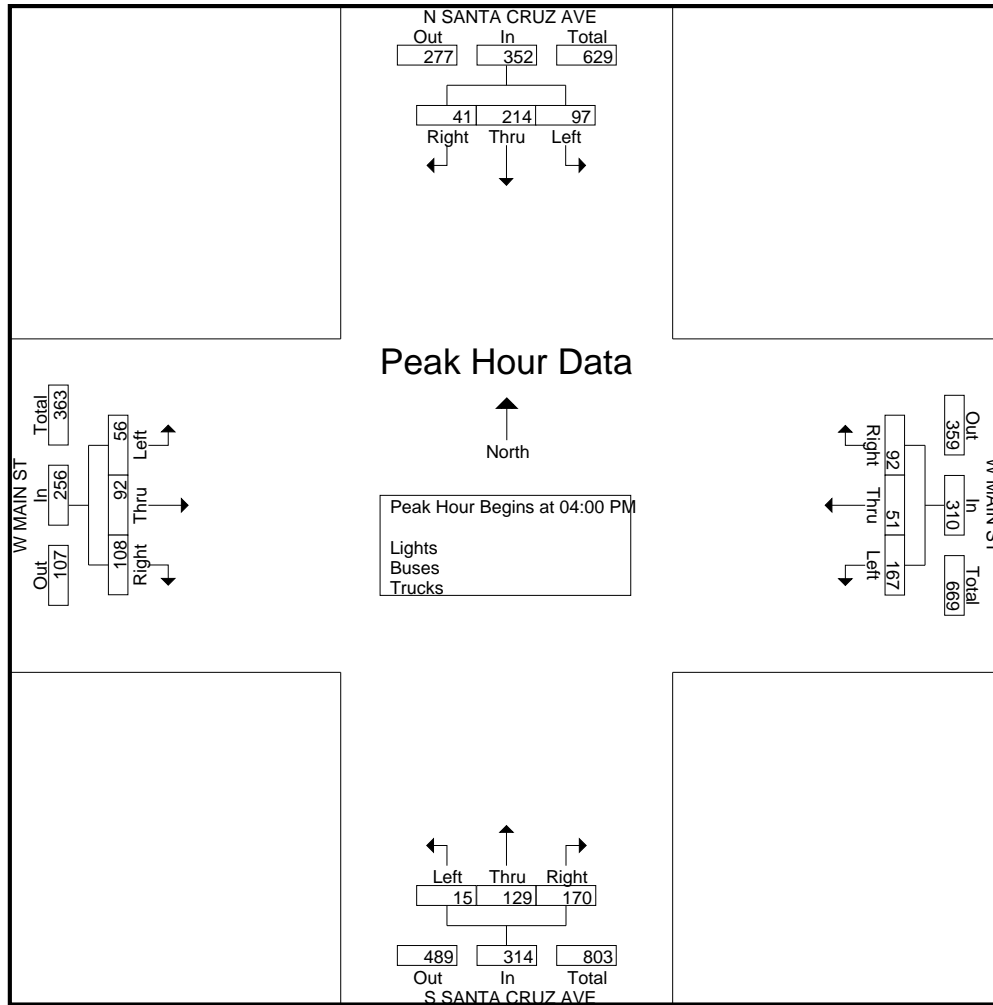 N SANTA CRUZ AVE
Out In Total
277 352 629
41 214 97
Right Thru Left
Peak Hour Data
North
Peak Hour Begins at 04:00 PM
Lights
Buses
Trucks
W MAIN ST
Total In Out
363 256 107
56 92 108
Left Thru Right
W MAIN ST
Out In Total
359 310 669
92 51 167
Right Thru Left
Left Thru Right
15 129 170
489 314 803
Out In Total
S SANTA CRUZ AVE